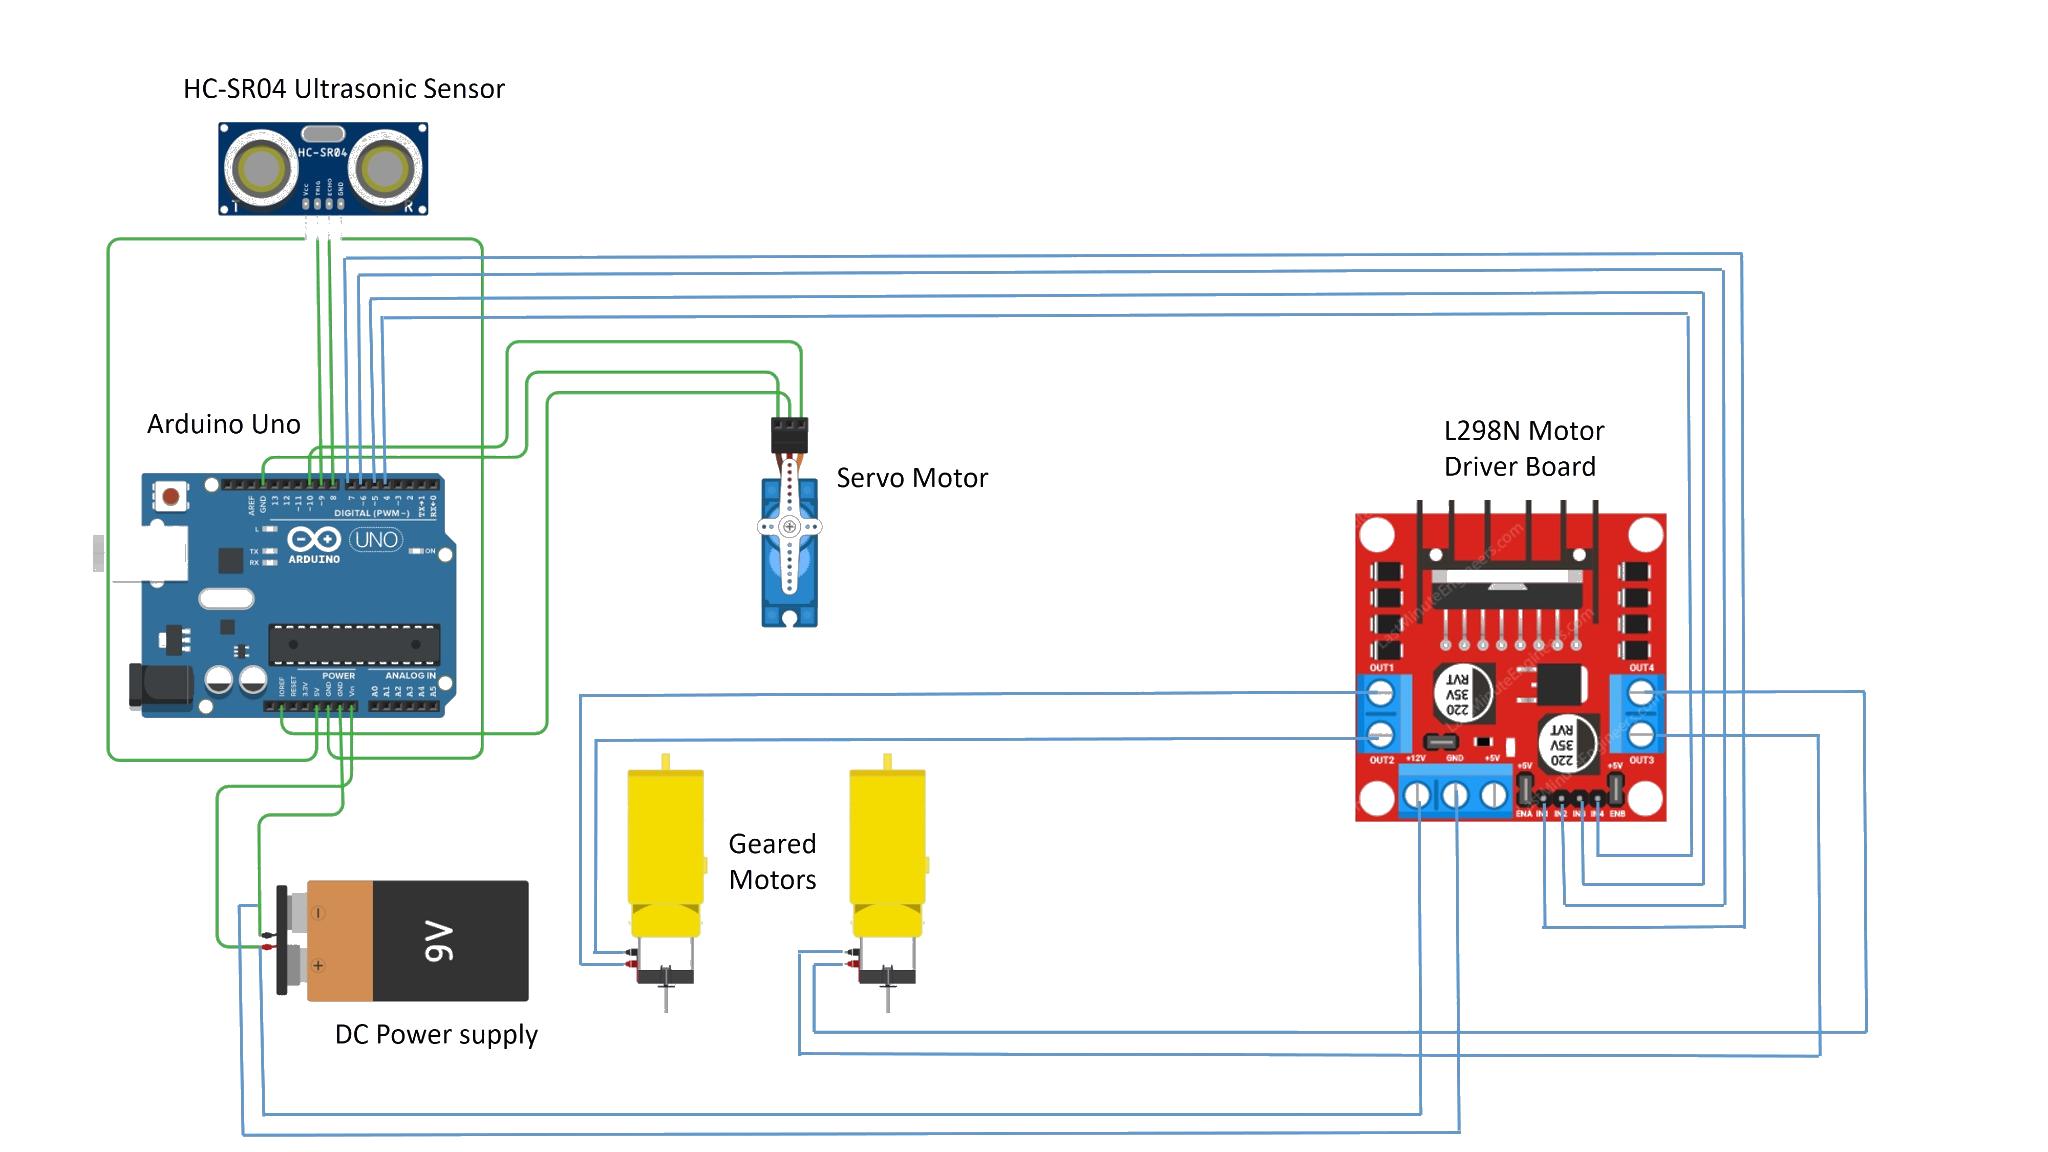 HC-SR04 Ultrasonic Sensor
HC-SR04
Vcc TRIG ECHO GND
T R
Arduino Uno
Servo Motor
L298N Motor
Driver Board
AREF GND 13 12 ~11 ~10 ~9 8 7 ~6 ~5 4 ~3 2 TX→1 RX←0
DIGITAL (PWM~)
L
TX
RX
ARDUINO
UNO
ON
POWER ANALOG IN
IOREF RESET 3.3V 5V GND GND Vin A0 A1 A2 A3 A4 A5
LastMinuteEngineers.com
OUT1 OUT4
220
35V
RVT
220
35V
RVT
OUT2 OUT3
+12V GND +5V +5V +5V
ENA IN1 IN2 IN3 IN4 ENB
Geared
Motors
9V
DC Power supply